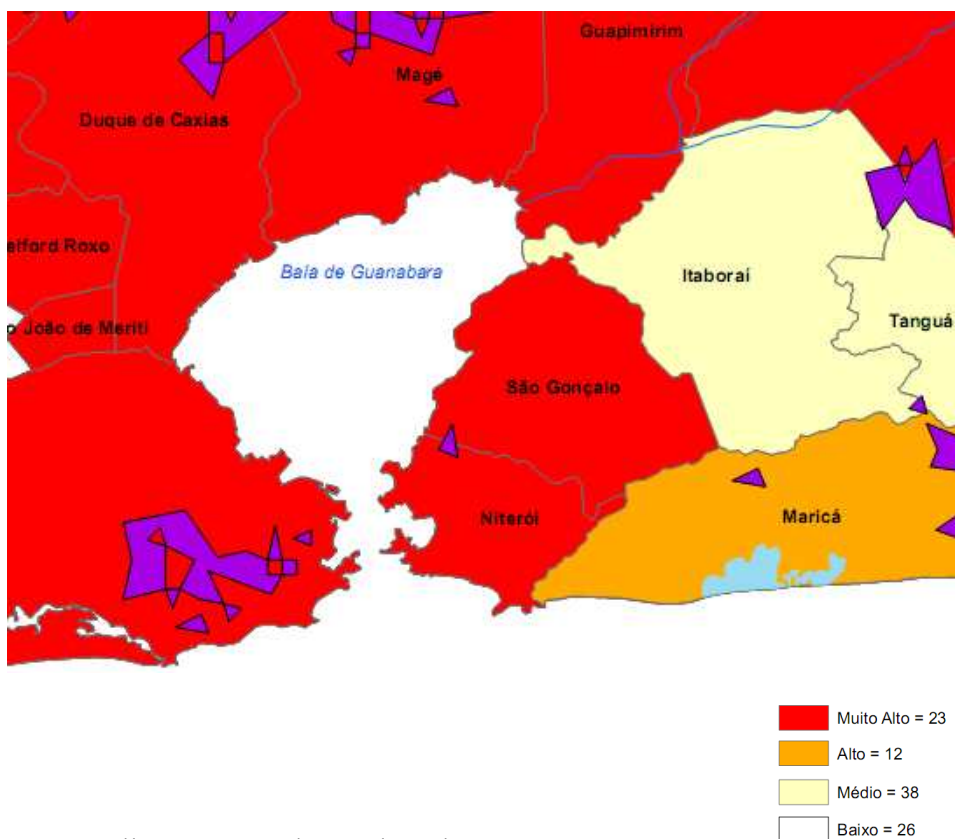 Guapimirim
Magé
Duque de Caxias
elford Roxo
Baía de Guanabara
Itaboraí
o João de Meriti
Tanguá
São Gonçalo
Niterói
Maricá
Muito Alto = 23
Alto = 12
Médio = 38
Baixo = 26